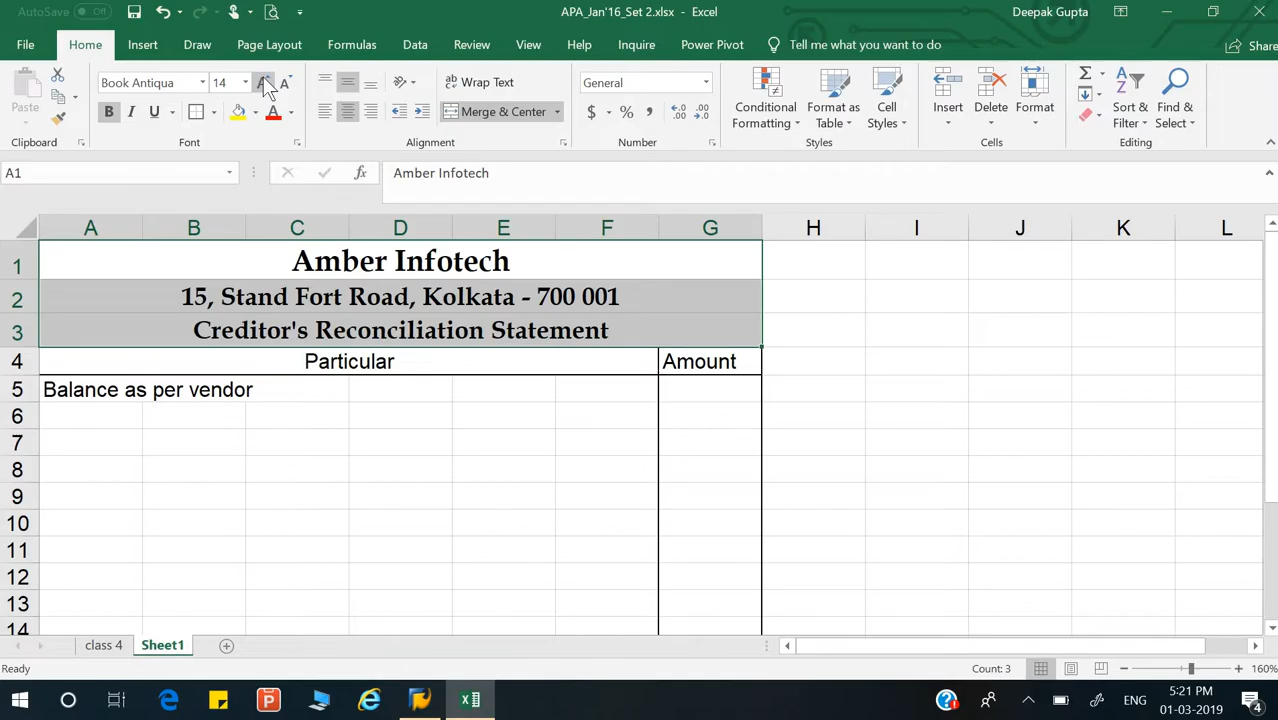 AutoSave Off APA_Jan'16_Set 2.xlsx - Excel Deepak Gupta
File Home Insert Draw Page Layout Formulas Data Review View Help Inquire Power Pivot Tell me what you want to do Share
Paste Book Antiqua 14 Wrap Text General Conditional Format as Cell Insert Delete Format Sort & Find &
B I U Merge & Center $ % Formatting Table Styles Filter Select
Clipboard Font Alignment Number Styles Cells Editing
A1 fx Amber Infotech
A B C D E F G H I J K L
1 Amber Infotech
2 15, Stand Fort Road, Kolkata - 700 001
3 Creditor's Reconciliation Statement
4 Particular Amount
5 Balance as per vendor
6
7
8
9
10
11
12
13
14
class 4 Sheet1
Ready Count: 3 160%
ENG 5:21 PM
01-03-2019 4